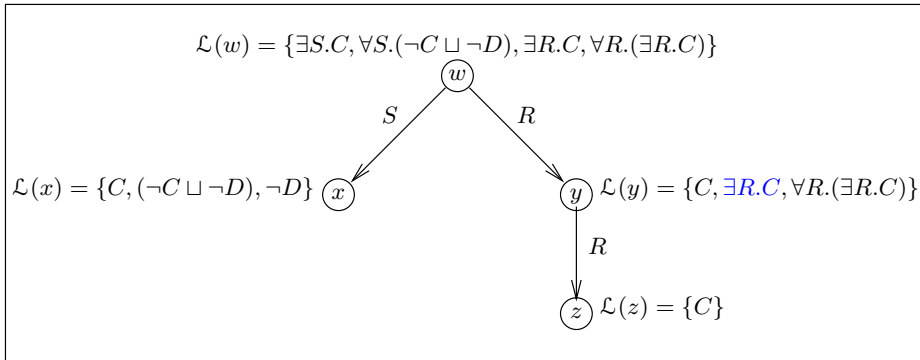 ℒ(w) = {∃S.C, ∀S.(¬C ⊔ ¬D), ∃R.C, ∀R.(∃R.C)}
w
S
R
ℒ(x) = {C, (¬C ⊔ ¬D), ¬D} x
y ℒ(y) = {C, ∃R.C, ∀R.(∃R.C)}
R
z ℒ(z) = {C}